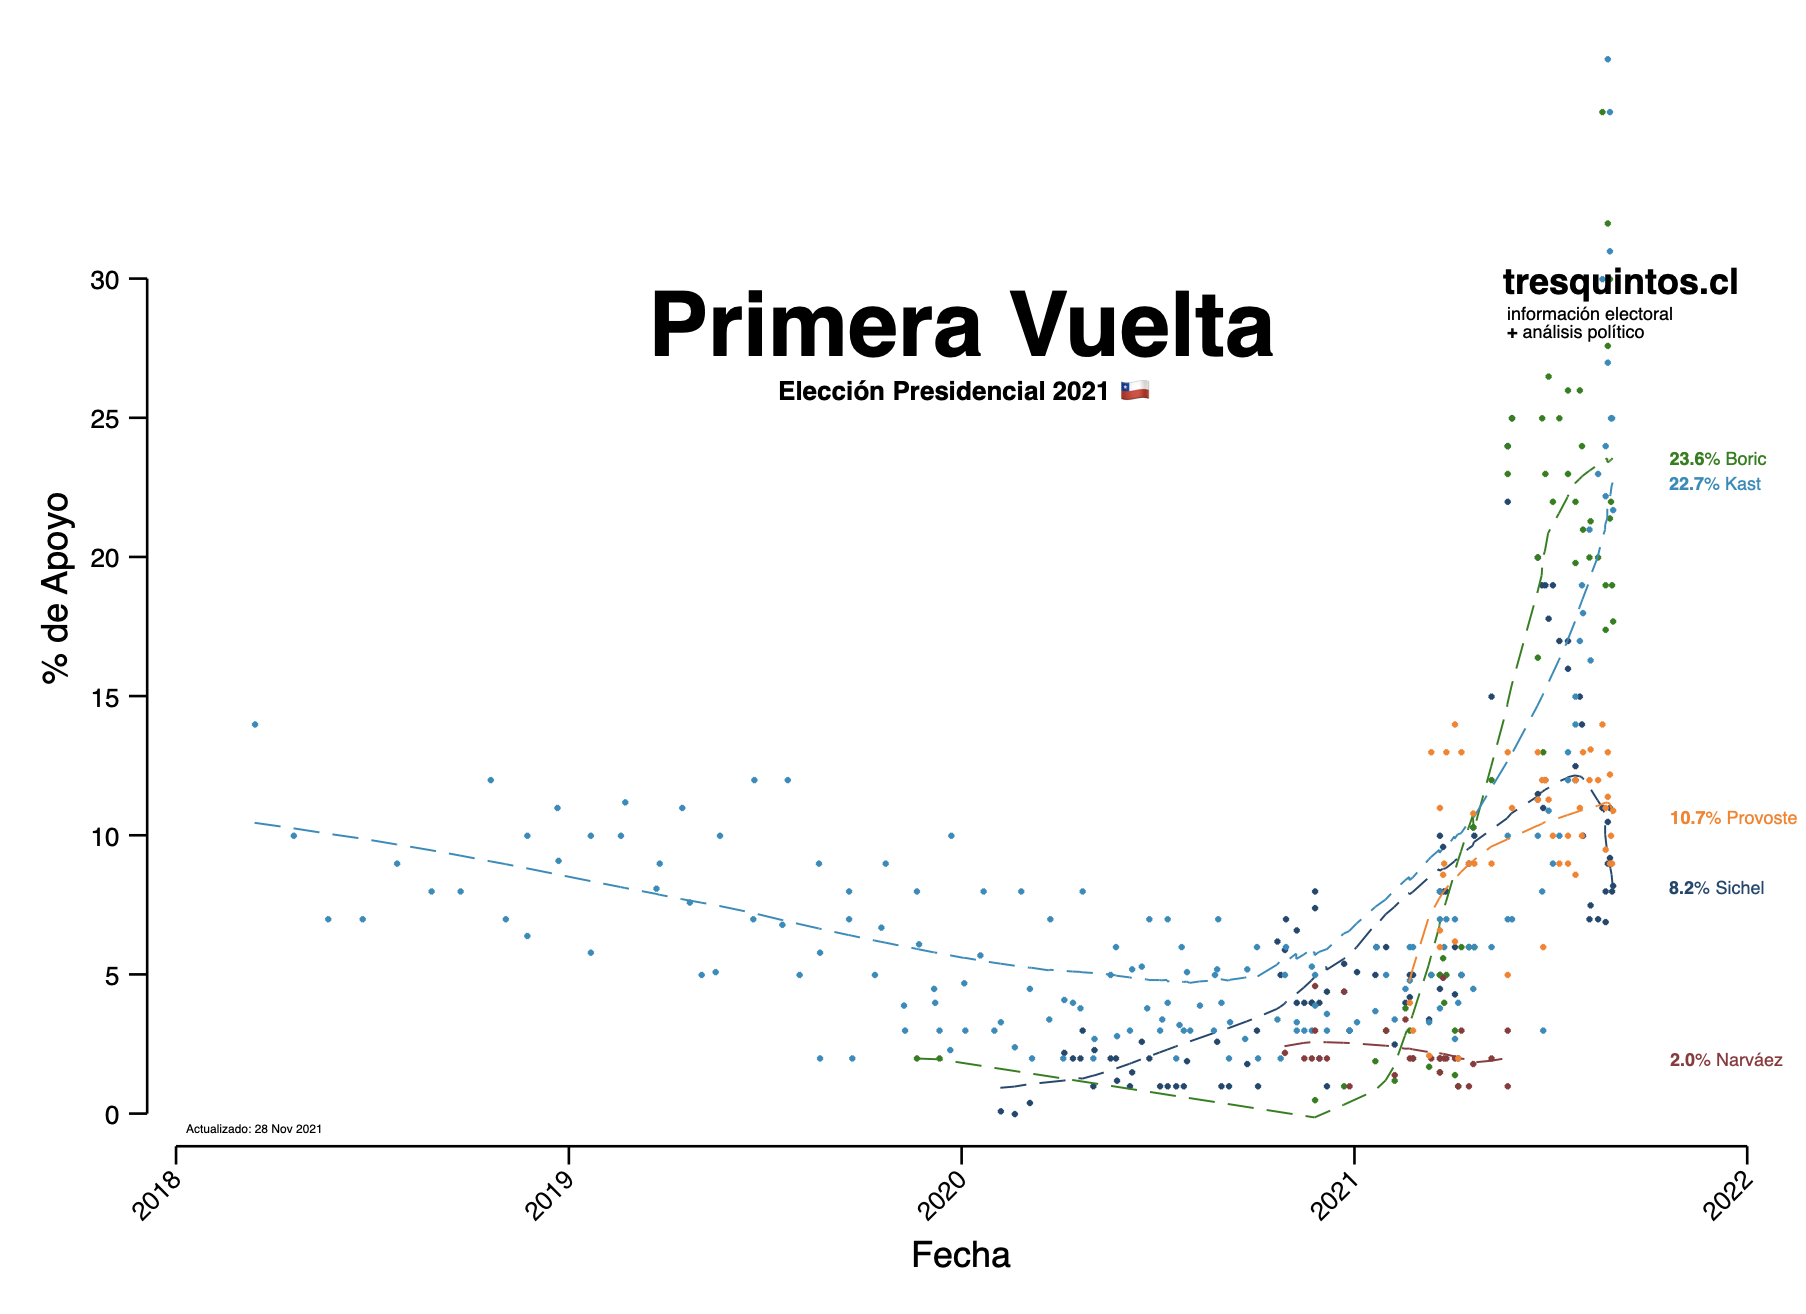 Primera Vuelta
Elección Presidencial 2021 🇨🇱
tresquintos.cl
información electoral
+ análisis político
% de Apoyo
30
25
20
15
10
5
0
23.6% Boric
22.7% Kast
10.7% Provoste
8.2% Sichel
2.0% Narváez
Actualizado: 28 Nov 2021
2018
2019
2020
2021
2022
Fecha